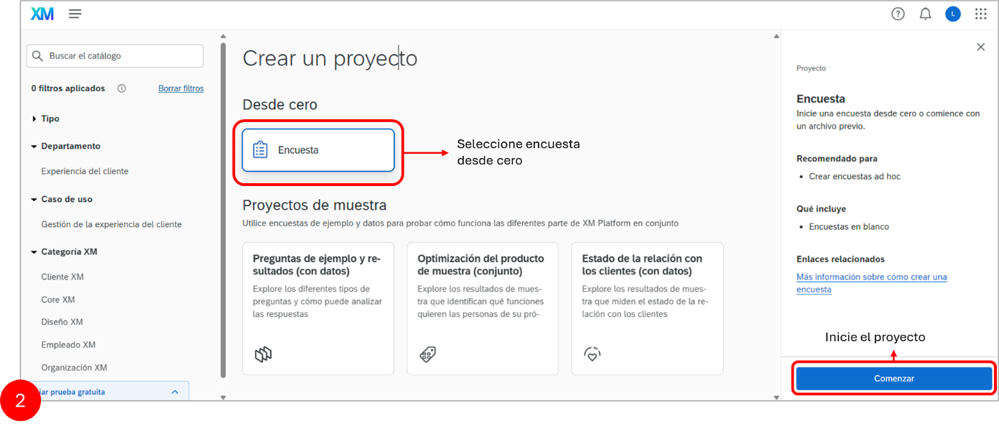 XM
L
Buscar el catálogo
0 filtros aplicados
Borrar filtros
Tipo
Departamento
Experiencia del cliente
Caso de uso
Gestión de la experiencia del cliente
Categoría XM
Cliente XM
Core XM
Diseño XM
Empleado XM
Organización XM
iar prueba gratuita
2
Crear un proyecto
Desde cero
Encuesta
Seleccione encuesta
desde cero
Proyectos de muestra
Utilice encuestas de ejemplo y datos para probar cómo funciona las diferentes parte de XM Platform en conjunto
Preguntas de ejemplo y re-
sultados (con datos)
Explore los diferentes tipos de
preguntas y cómo puede analizar
las respuestas
Optimización del producto
de muestra (conjunto)
Explore los resultados de mues-
tra que identifican qué funciones
quieren las personas de su pró-
Estado de la relación con
los clientes (con datos)
Explore los resultados de mues-
tra que miden el estado de la re-
lación con los clientes
Proyecto
Encuesta
Inicie una encuesta desde cero o comience con
un archivo previo.
Recomendado para
• Crear encuestas ad hoc
Qué incluye
• Encuestas en blanco
Enlaces relacionados
Más información sobre cómo crear una
encuesta
Inicie el proyecto
Comenzar